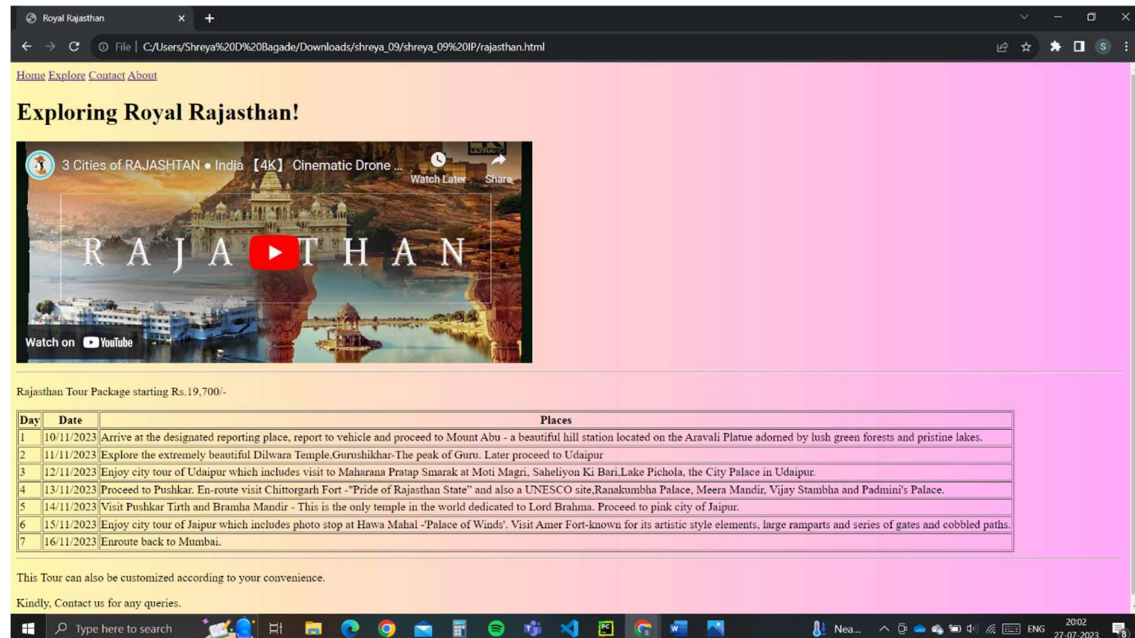 Royal Rajasthan
File | C:/Users/Shreya%20D%20Bagade/Downloads/shreya_09/shreya_09%20IP/rajasthan.html
S
Home Explore Contact About
Exploring Royal Rajasthan!
3 Cities of RAJASHTAN ● India 【4K】 Cinematic Drone ...
Watch Later Share
ULTRA HD
RAJA THAN
Watch on YouTube
Rajasthan Tour Package starting Rs.19,700/-
Day Date Places
1 10/11/2023 Arrive at the designated reporting place, report to vehicle and proceed to Mount Abu - a beautiful hill station located on the Aravali Platue adorned by lush green forests and pristine lakes.
2 11/11/2023 Explore the extremely beautiful Dilwara Temple,Gurushikhar-The peak of Guru. Later proceed to Udaipur
3 12/11/2023 Enjoy city tour of Udaipur which includes visit to Maharana Pratap Smarak at Moti Magri, Saheliyon Ki Bari,Lake Pichola, the City Palace in Udaipur.
4 13/11/2023 Proceed to Pushkar. En-route visit Chittorgarh Fort -"Pride of Rajasthan State” and also a UNESCO site,Ranakumbha Palace, Meera Mandir, Vijay Stambha and Padmini's Palace.
5 14/11/2023 Visit Pushkar Tirth and Bramha Mandir - This is the only temple in the world dedicated to Lord Brahma. Proceed to pink city of Jaipur.
6 15/11/2023 Enjoy city tour of Jaipur which includes photo stop at Hawa Mahal -'Palace of Winds'. Visit Amer Fort-known for its artistic style elements, large ramparts and series of gates and cobbled paths.
7 16/11/2023 Enroute back to Mumbai.
This Tour can also be customized according to your convenience.
Kindly, Contact us for any queries.
Type here to search
Nea...
ENG
20:02
27-07-2023